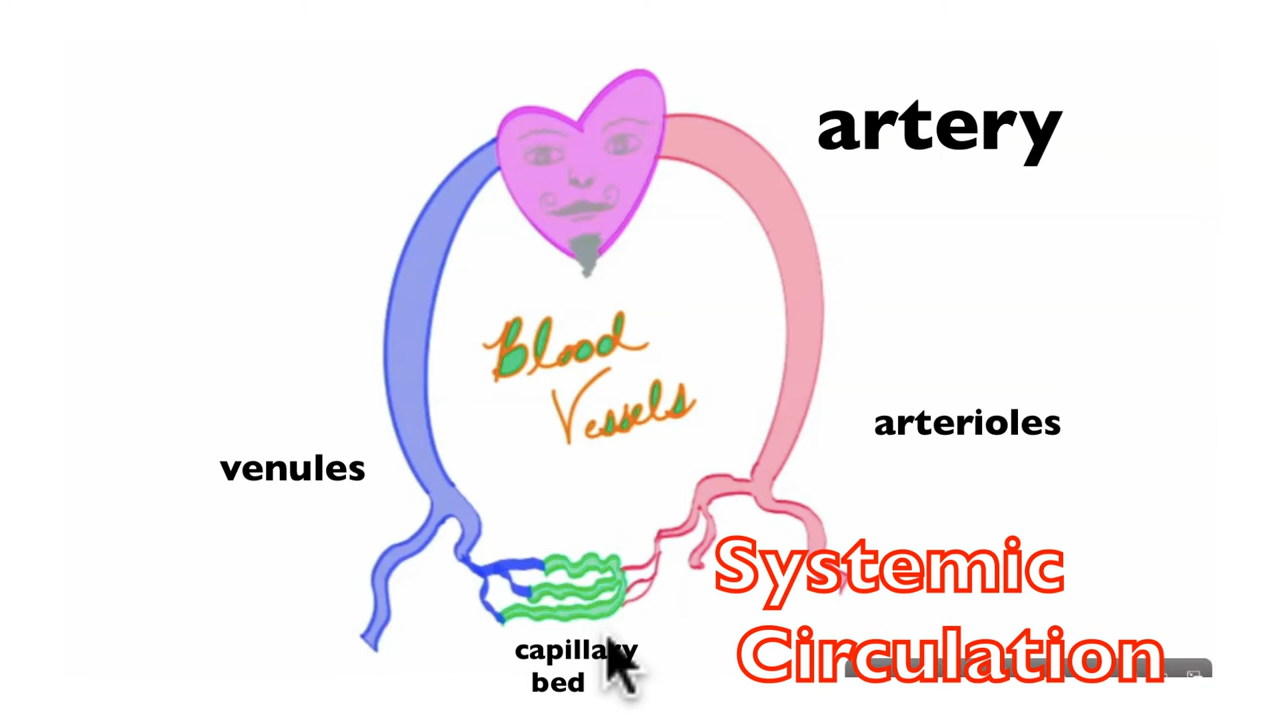 artery
Blood
Vessels
arterioles
venules
Systemic
Circulation
capillary
bed